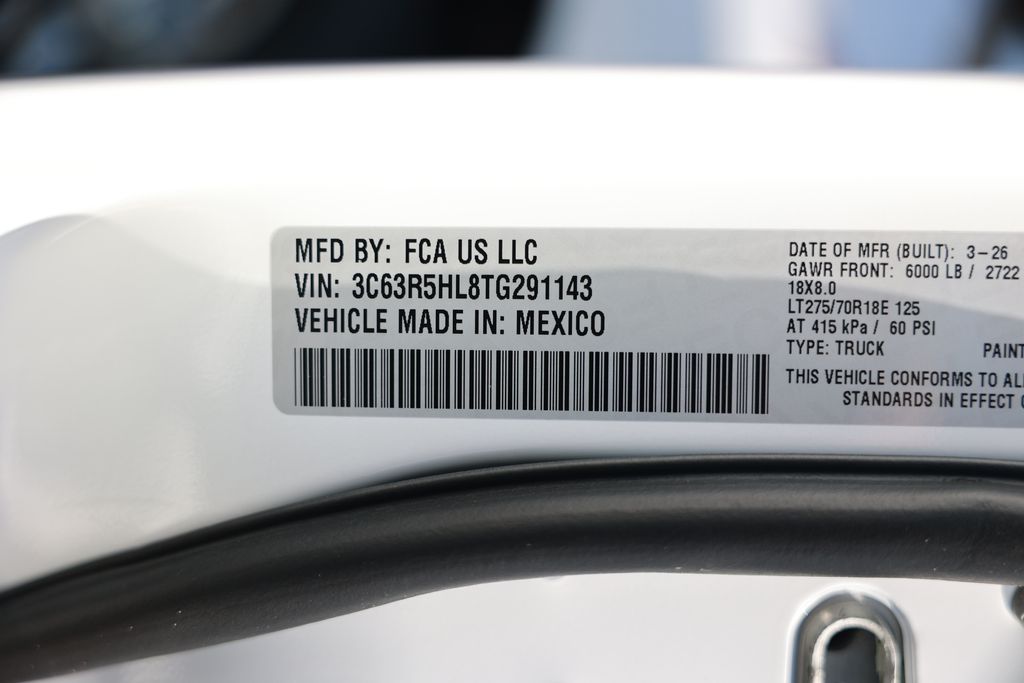 MFD BY: FCA US LLC
VIN: 3C63R5HL8TG291143
VEHICLE MADE IN: MEXICO
DATE OF MFR (BUILT): 3-26
GAWR FRONT: 6000 LB / 2722
18X8.0
LT275/70R18E 125
AT 415 kPa / 60 PSI
TYPE: TRUCK PAINT
THIS VEHICLE CONFORMS TO AL
STANDARDS IN EFFECT